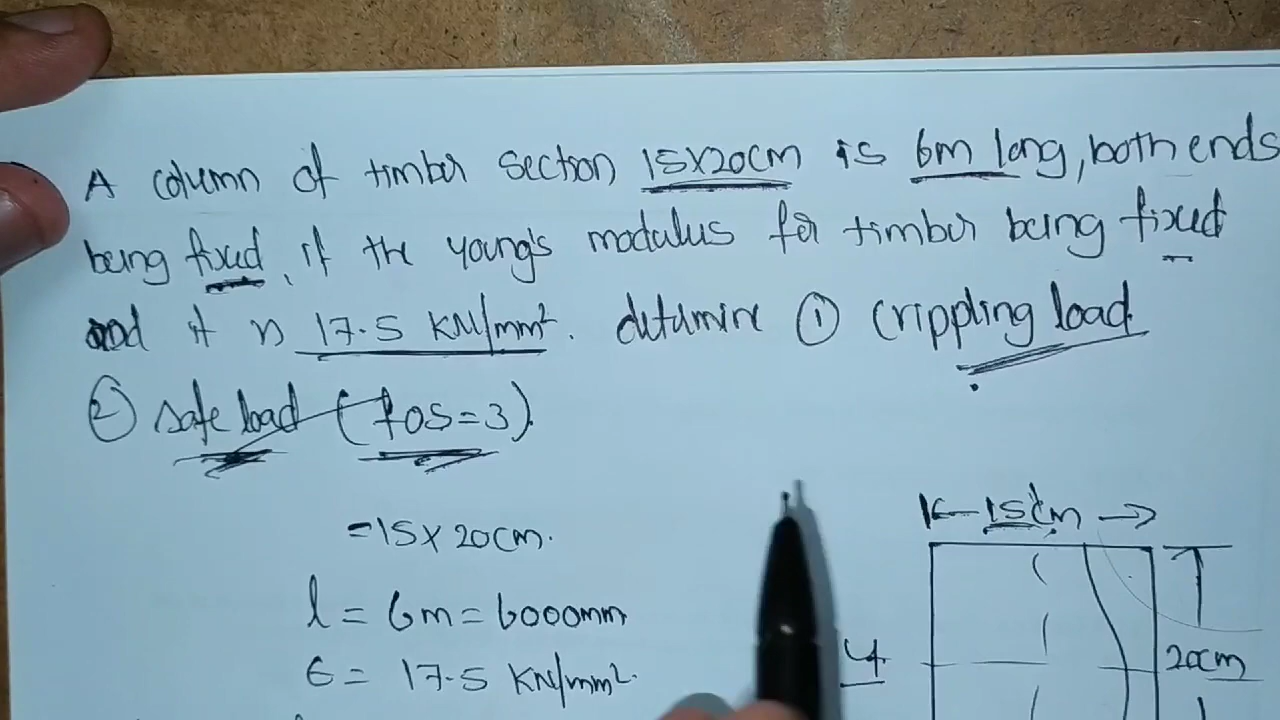 A column of timber section 15x20cm is 6m long, both ends
being fixed, if the young's modulus for timber being fixed
and it is 17.5 KN/mm². determine ① crippling load
② safe load (fos=3).
=15x20cm.
l = 6m = 6000mm
E = 17.5 KN/mm².
15cm
20cm